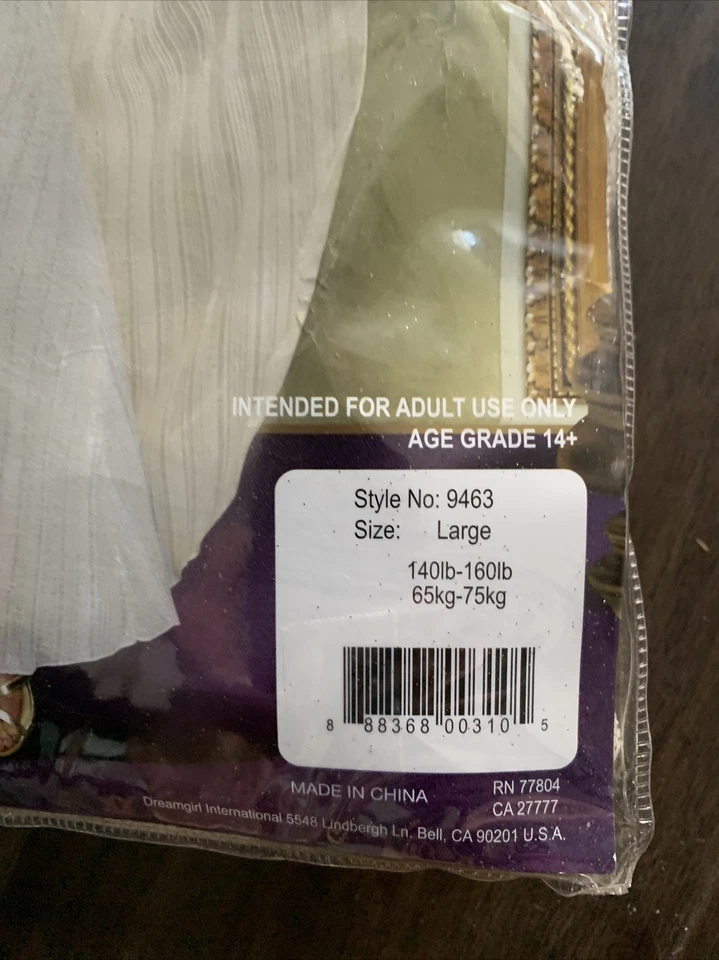 INTENDED FOR ADULT USE ONLY
AGE GRADE 14+
Style No: 9463
Size: Large
140lb-160lb
65kg-75kg
8 88368 00310 5
MADE IN CHINA
RN 77804
CA 27777
Dreamgirl International 5548 Lindbergh Ln. Bell, CA 90201 U.S.A.